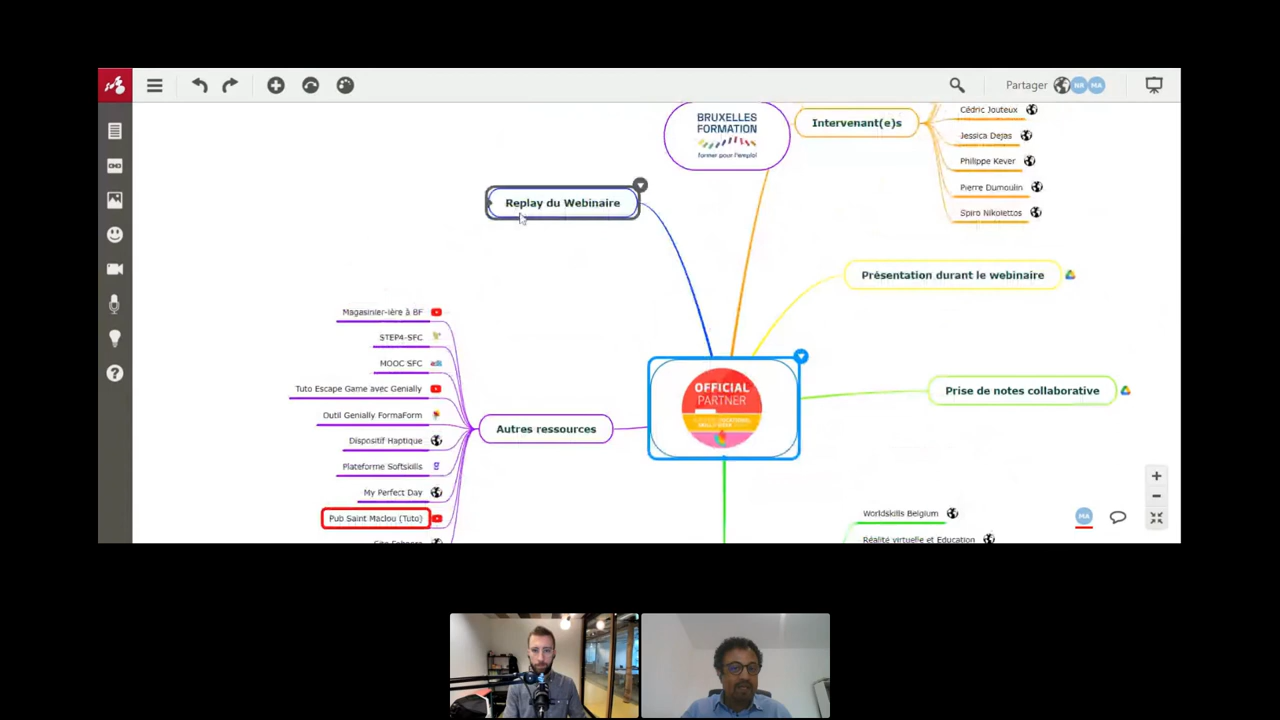 Partager
NR
MA
BRUXELLES
FORMATION
former pour l'emploi
Intervenant(e)s
Cédric Jouteux
Jessica Dejas
Philippe Kever
Pierre Dumoulin
Spiro Nikolettos
Replay du Webinaire
Présentation durant le webinaire
OFFICIAL
PARTNER
Prise de notes collaborative
Autres ressources
Magasinier-ière à BF
STEP4-SFC
MOOC SFC
Tuto Escape Game avec Genially
Outil Genially FormaForm
Dispositif Haptique
Plateforme Softskills
My Perfect Day
Pub Saint Maclou (Tuto)
Worldskills Belgium
Réalité virtuelle et Education
MA